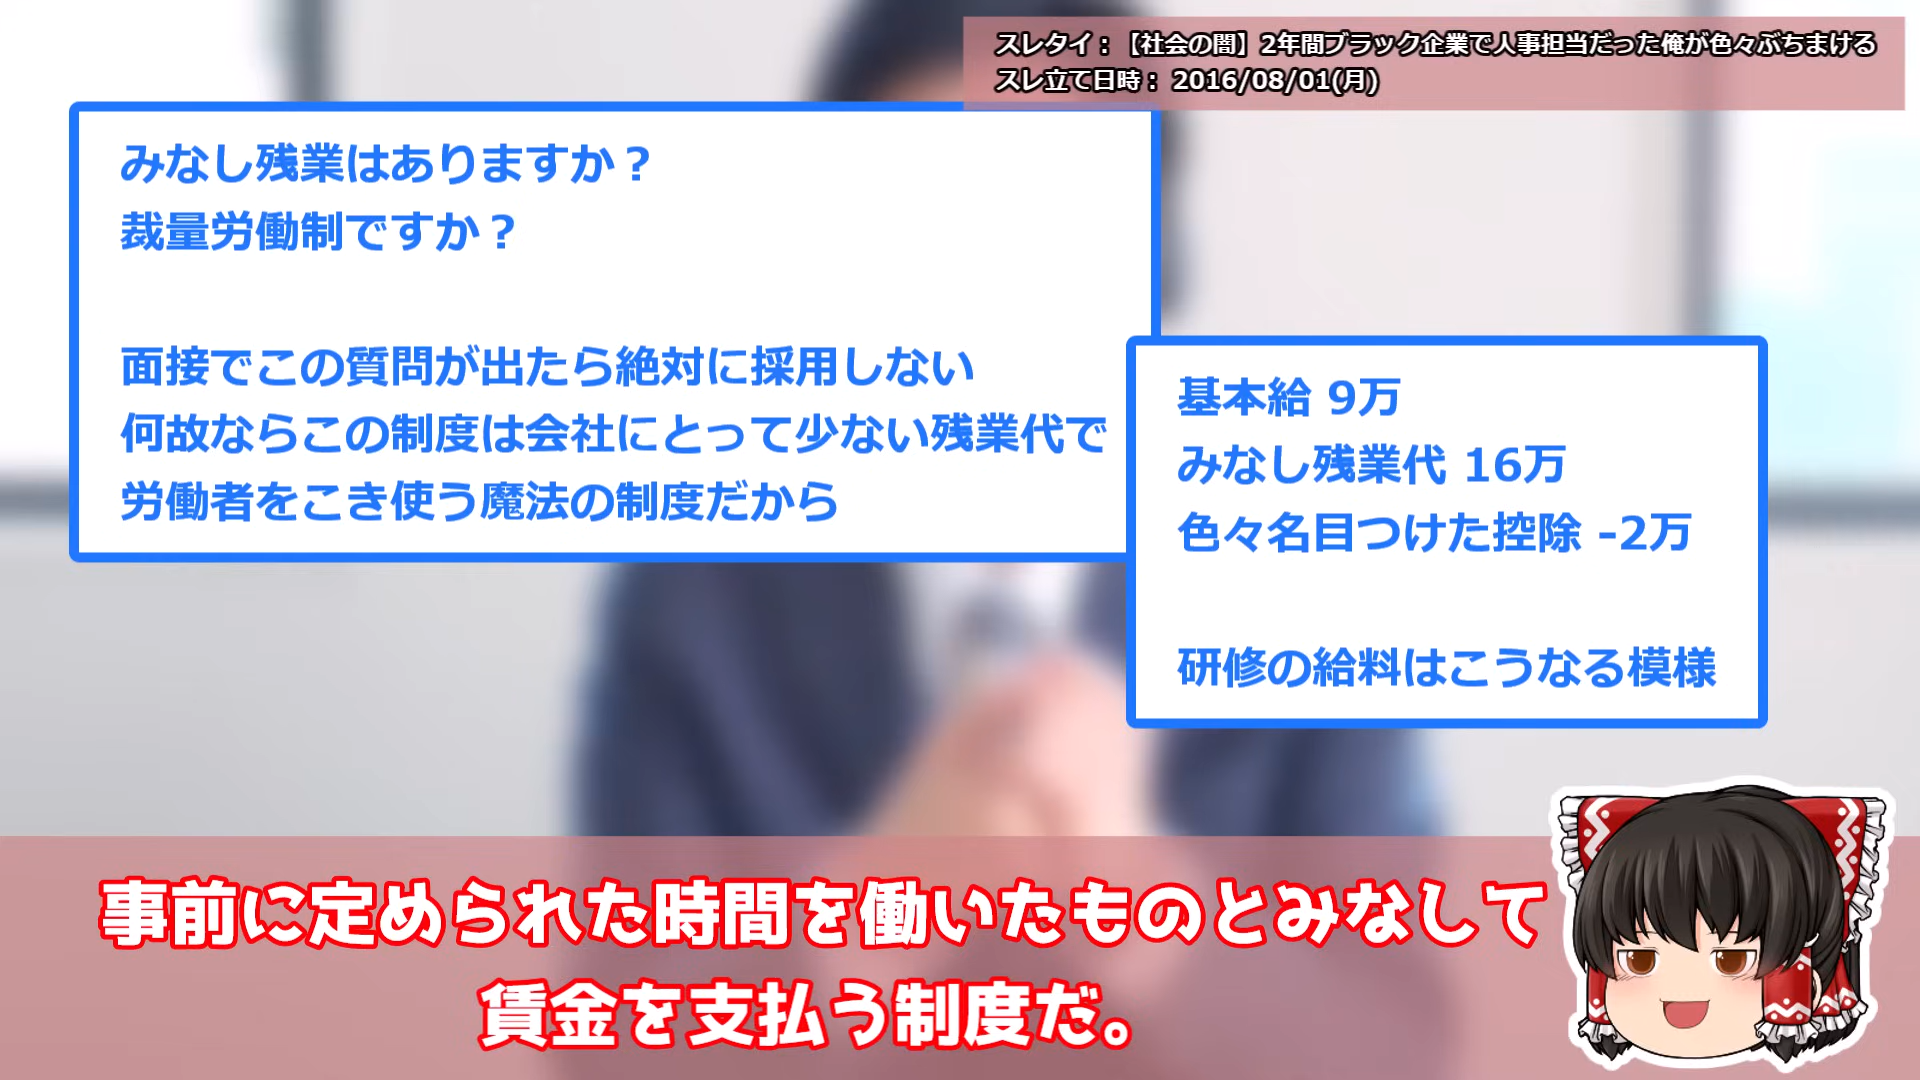 スレタイ：【社会の闇】2年間ブラック企業で人事担当だった俺が色々ぶちまける
スレ立て日時： 2016/08/01(月)
みなし残業はありますか？
裁量労働制ですか？
面接でこの質問が出たら絶対に採用しない
何故ならこの制度は会社にとって少ない残業代で
労働者をこき使う魔法の制度だから
基本給 9万
みなし残業代 16万
色々名目つけた控除 -2万
研修の給料はこうなる模様
事前に定められた時間を働いたものとみなして
賃金を支払う制度だ。